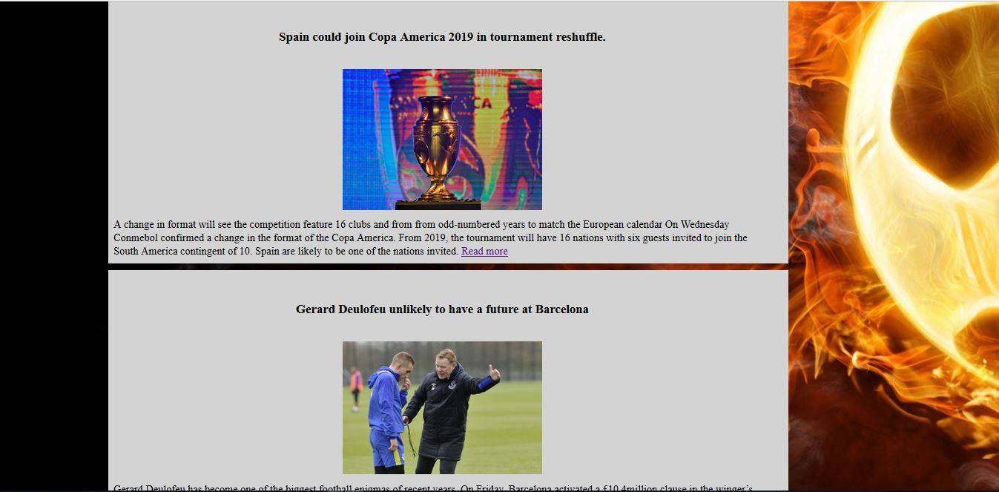 Spain could join Copa America 2019 in tournament reshuffle.
A change in format will see the competition feature 16 clubs and from from odd-numbered years to match the European calendar On Wednesday
Conmebol confirmed a change in the format of the Copa America. From 2019, the tournament will have 16 nations with six guests invited to join the
South America contingent of 10. Spain are likely to be one of the nations invited. Read more
Gerard Deulofeu unlikely to have a future at Barcelona
Gerard Deulofeu has become one of the biggest football enigmas of recent years. On Friday, Barcelona activated a £10.4million clause in the winger’s